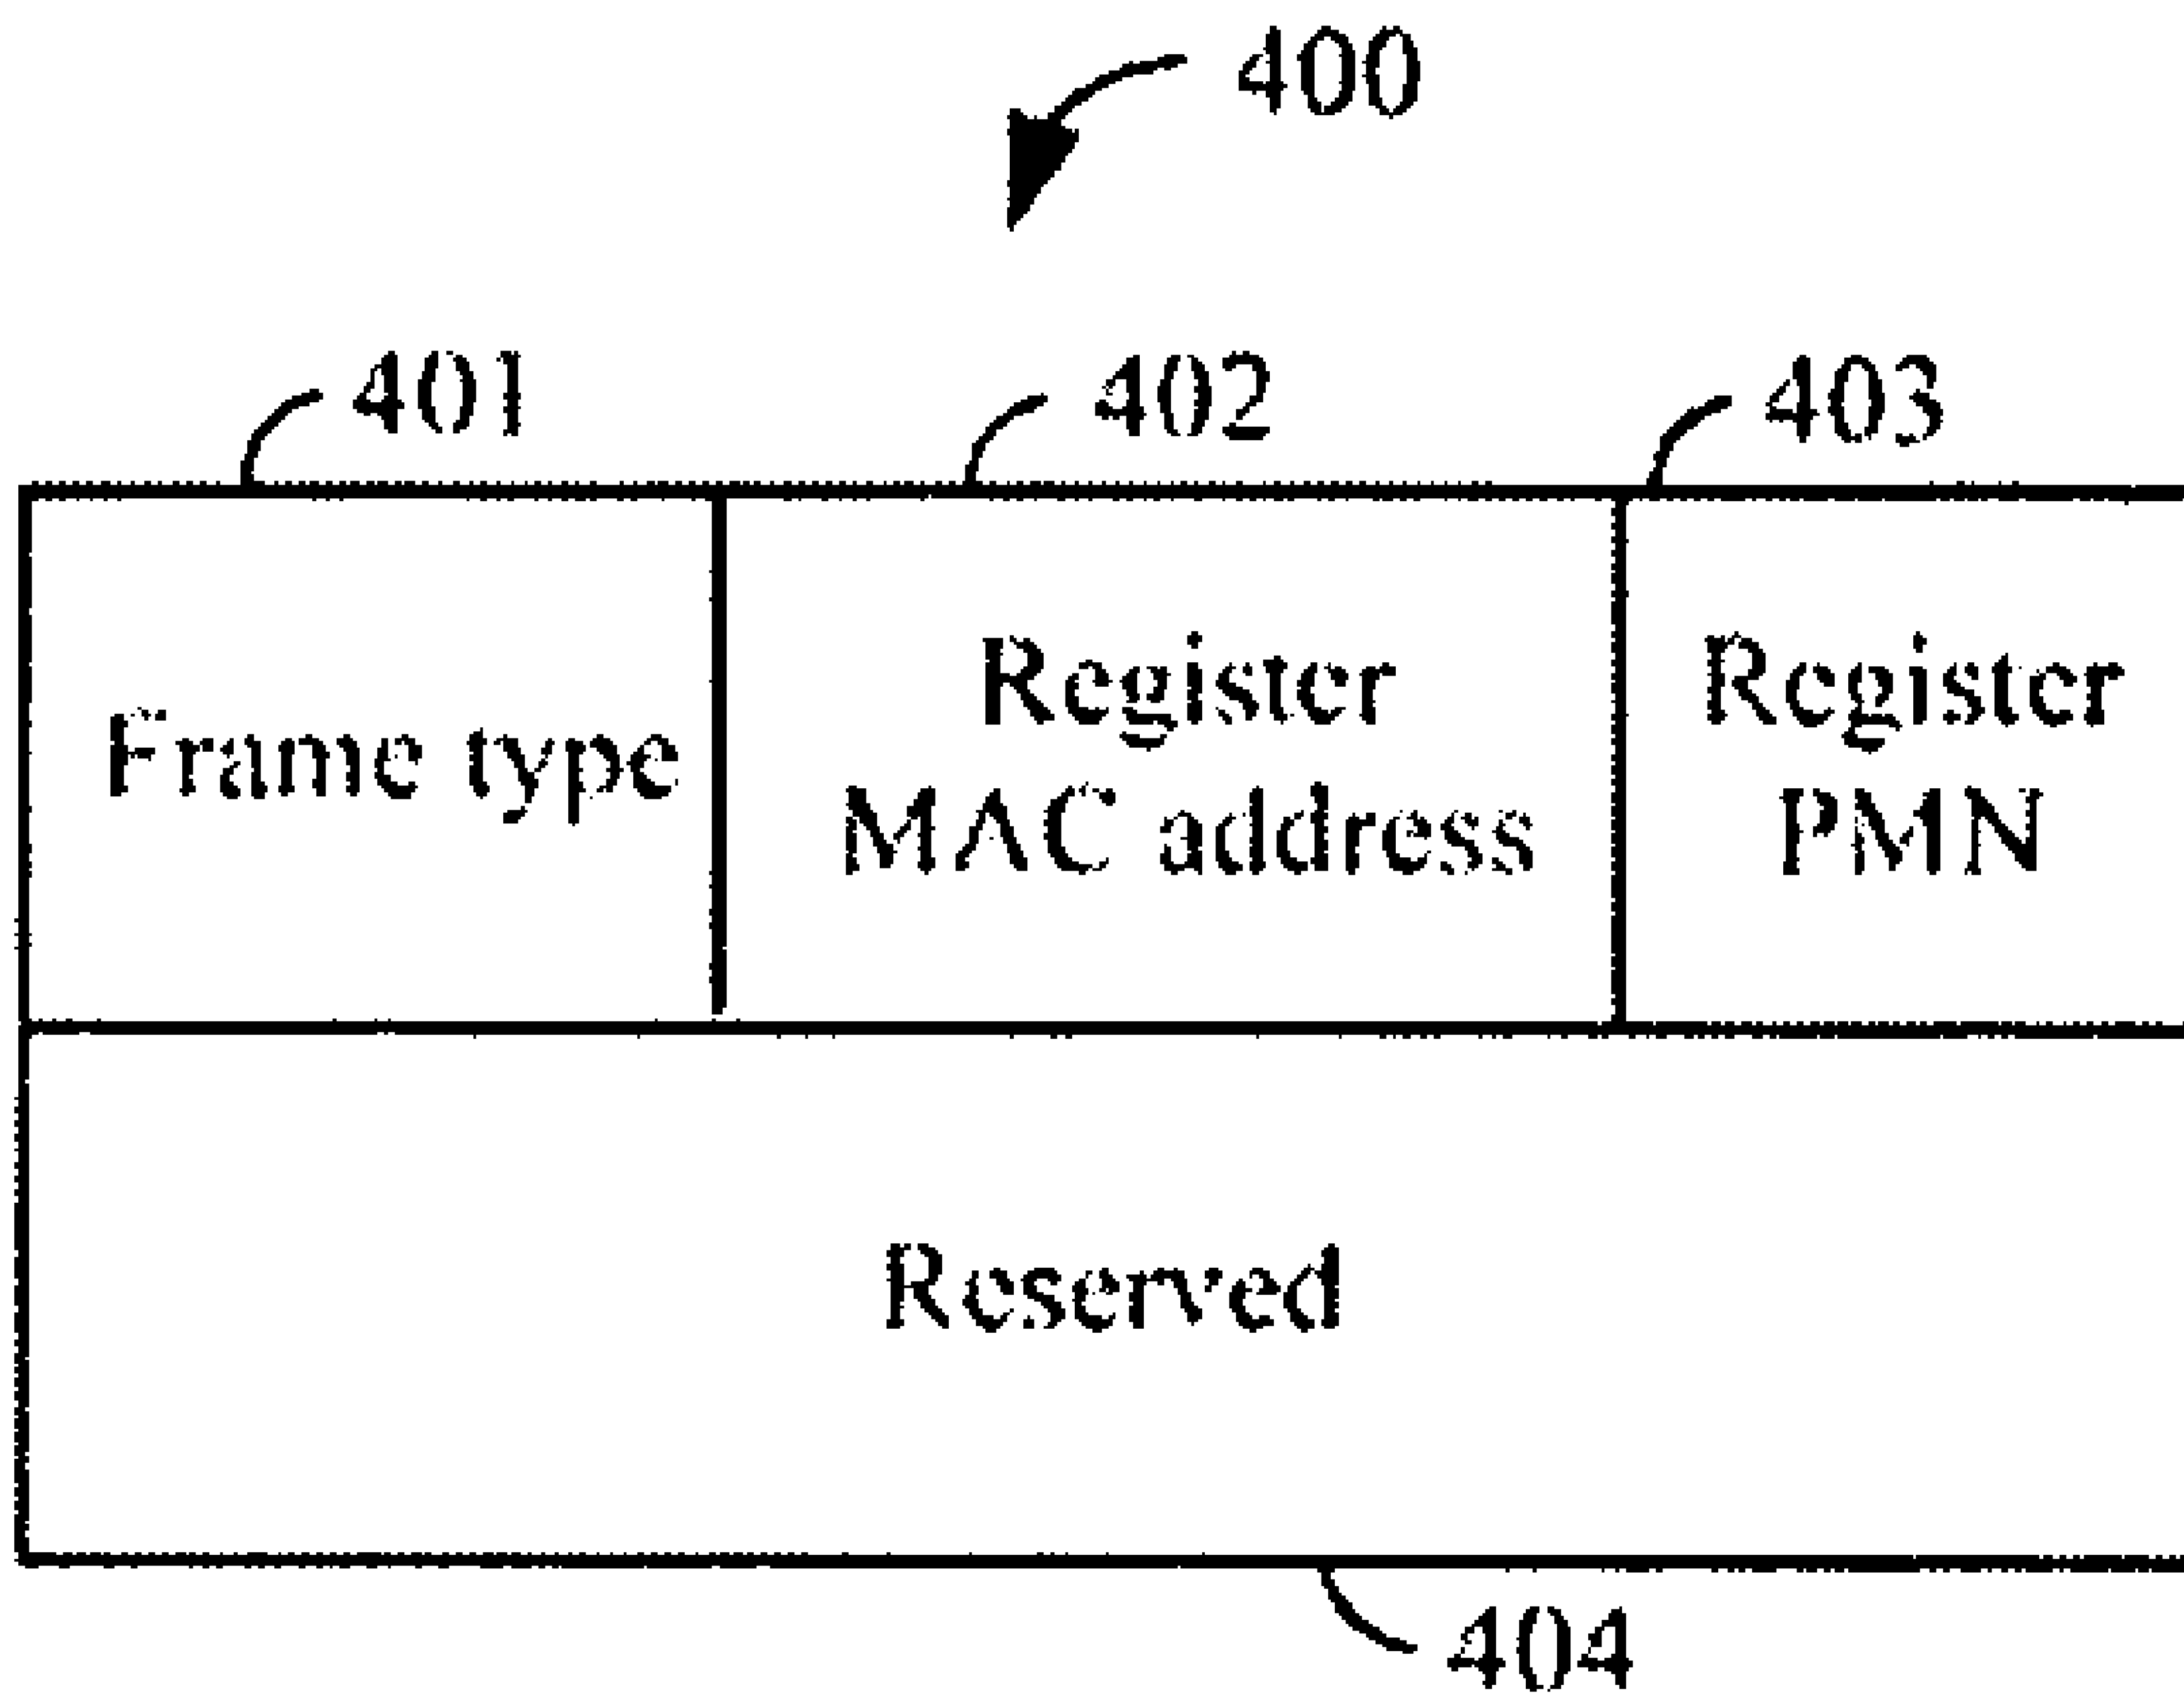 400
401 402 403
Frame type
Register
MAC address
Register
PMN
Reserved
404